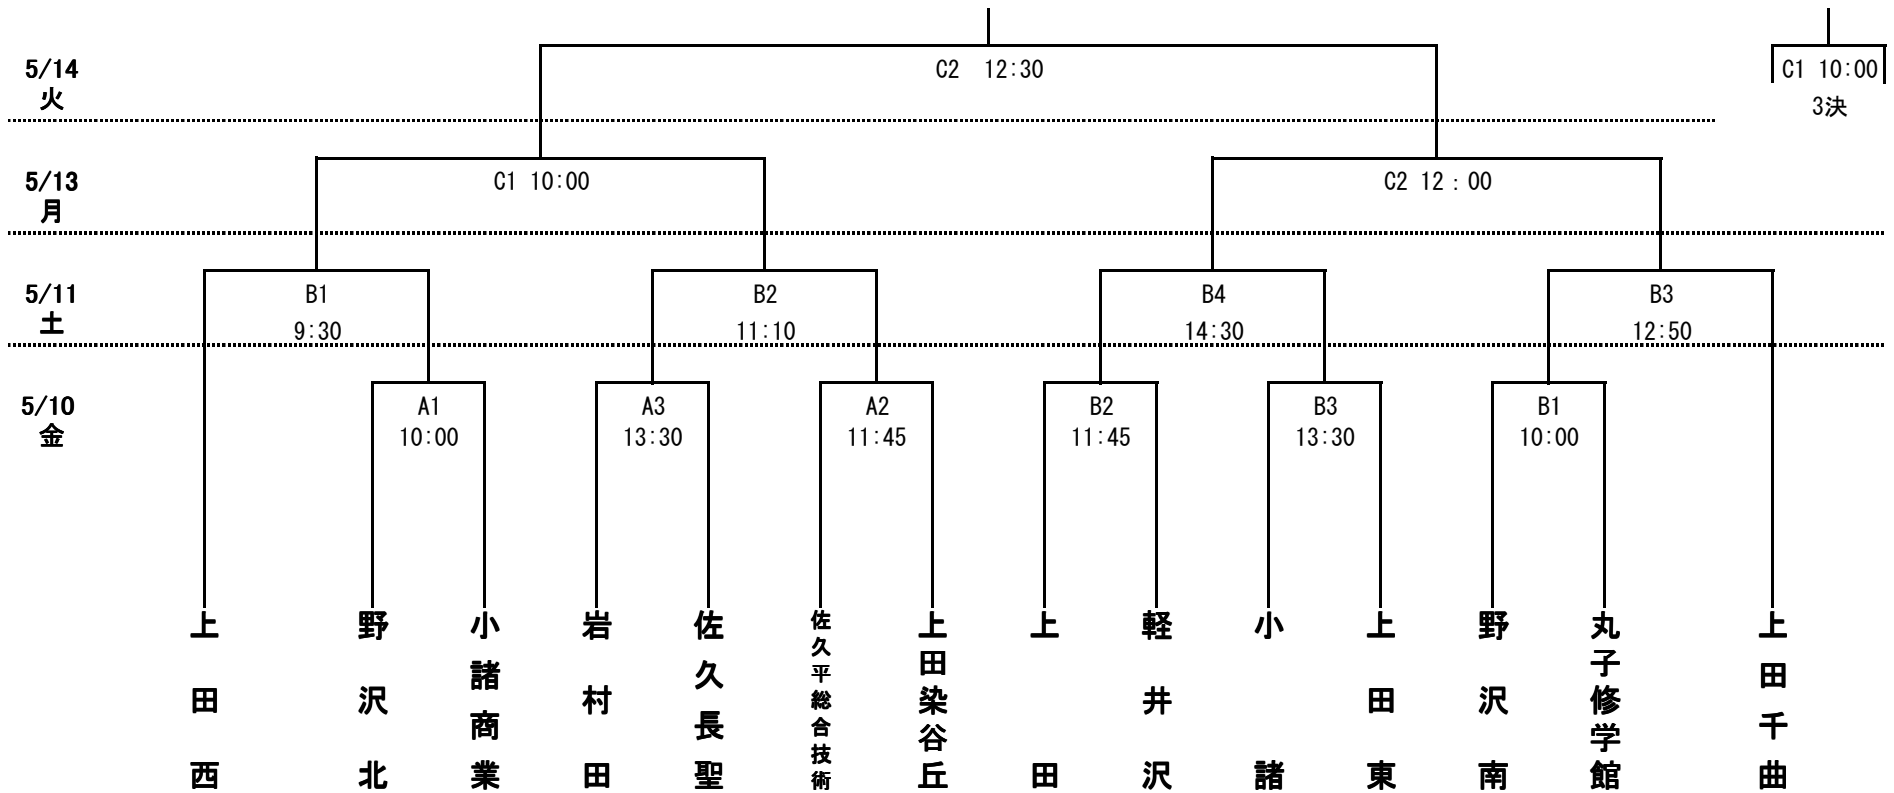 5/14
火
C2 12:30
C1 10:00
3決
5/13
月
C1 10:00
C2 12：00
5/11
土
B1
9:30
B2
11:10
B4
14:30
B3
12:50
5/10
金
A1
10:00
A3
13:30
A2
11:45
B2
11:45
B3
13:30
B1
10:00
上田西
野沢北
小諸商業
岩村田
佐久長聖
佐久平総合技術
上田染谷丘
上田
軽井沢
小諸
上田東
野沢南
丸子修学館
上田千曲